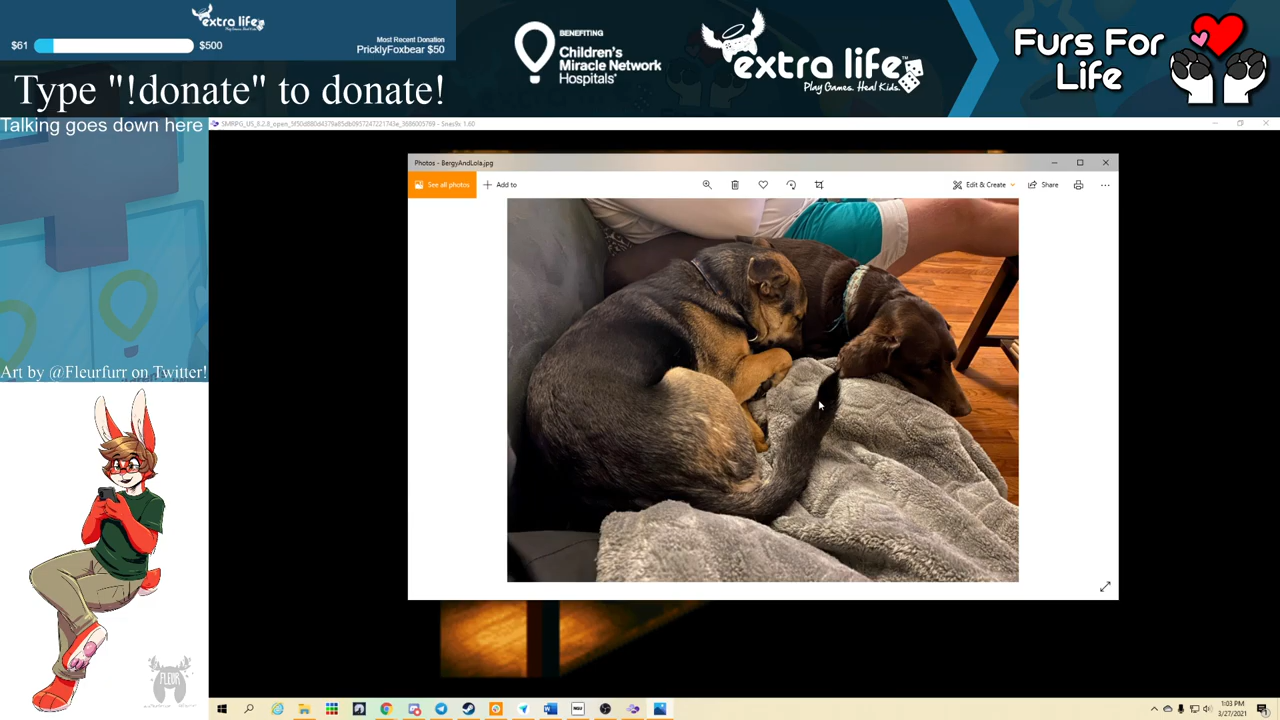 extra life
Most Recent Donation
$61
$500
PricklyFoxbear $50
Type "!donate" to donate!
BENEFITING
Children's
Miracle Network
Hospitals
extra life™
Play Games. Heal Kids.
Furs For
Life
Talking goes down here
Photos - BergyAndLola.jpg
See all photos
Add to
Edit & Create
Share
Art by @Fleurfurr on Twitter!
FLEUR
1:03 PM
3/27/2021